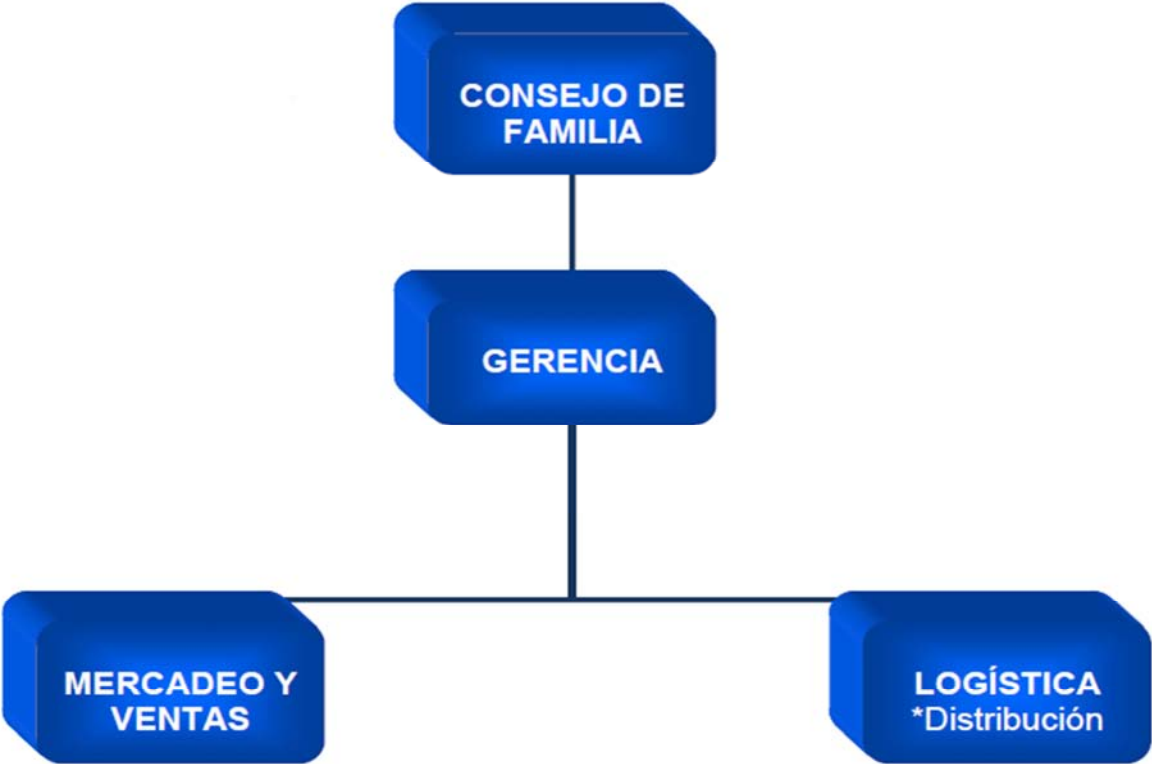 CONSEJO DE
FAMILIA
GERENCIA
MERCADEO Y
VENTAS
LOGÍSTICA
*Distribución